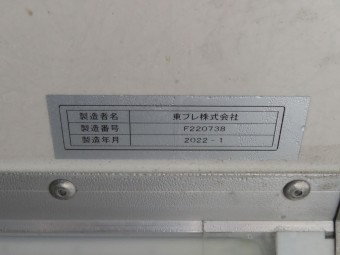 製造者名 東プレ株式会社
製造番号 F220738
製造年月 2022-1